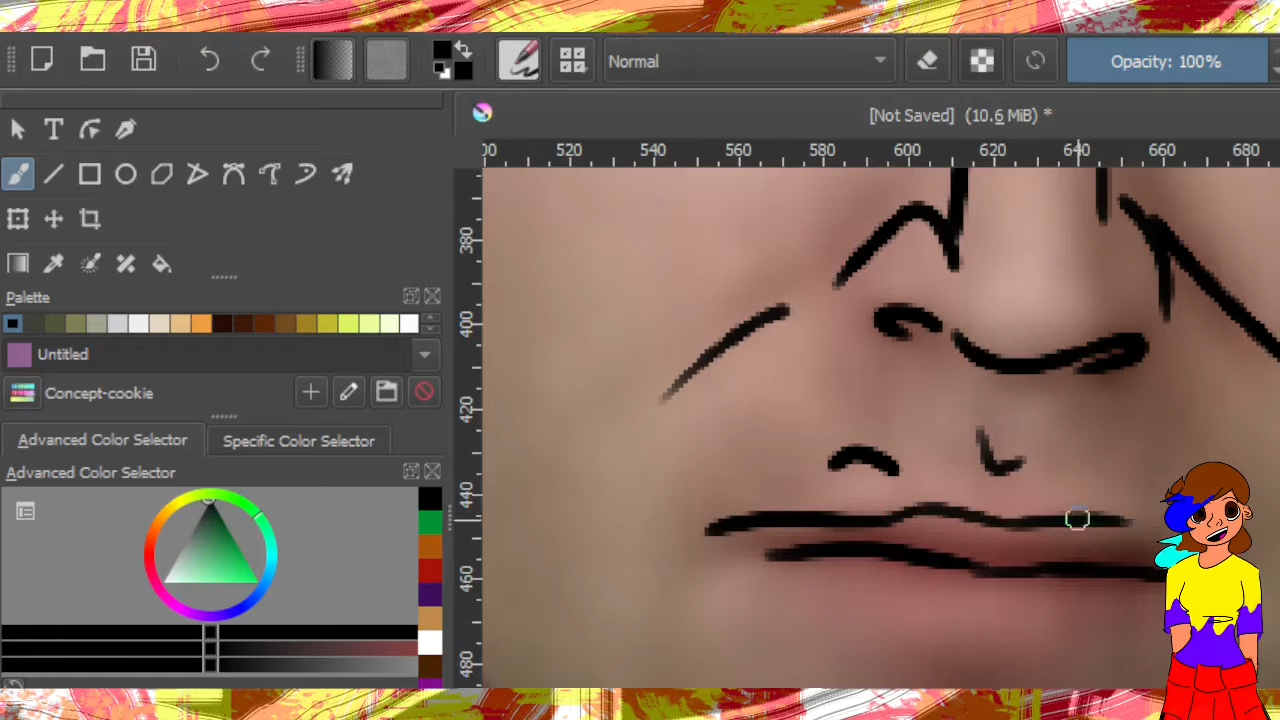 Normal
Opacity: 100%
[Not Saved] (10.6 MiB) *
00 520 540 560 580 600 620 640 660 680
380
400
420
440
460
480
Palette
Untitled
Concept-cookie
Advanced Color Selector
Specific Color Selector
Advanced Color Selector